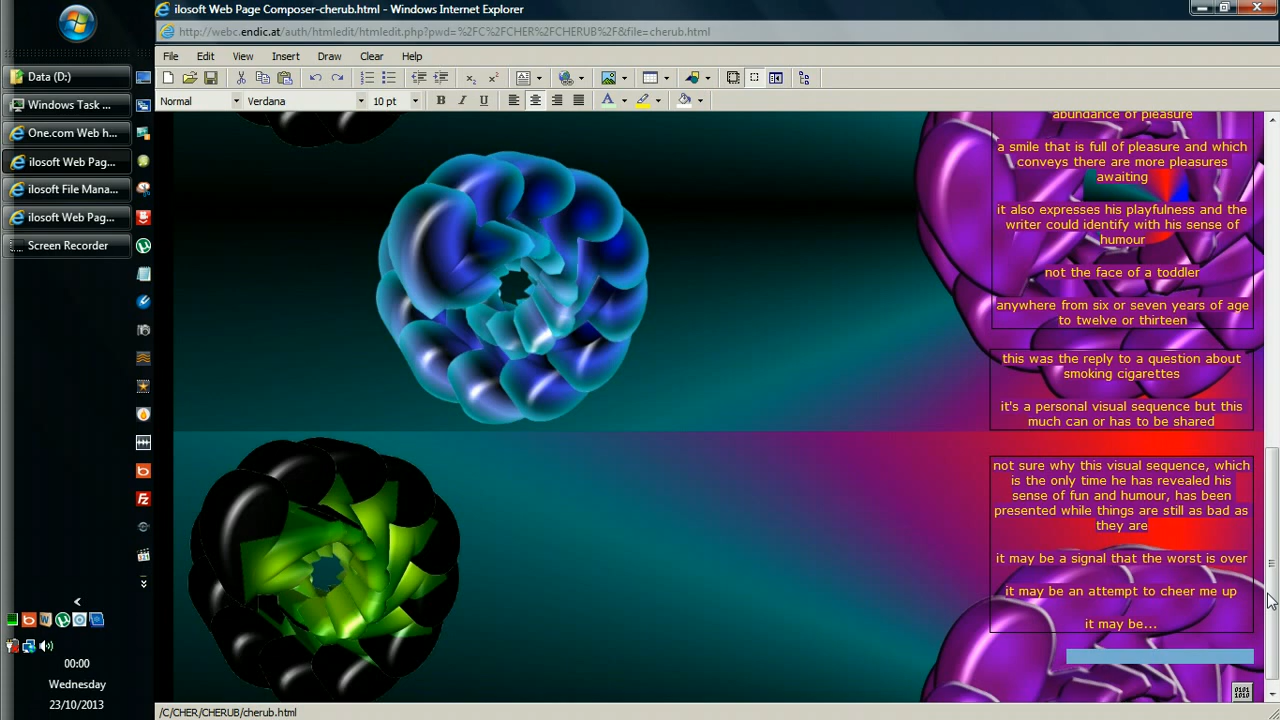 ilosoft Web Page Composer-cherub.html - Windows Internet Explorer
http://webc.endic.at/auth/htmledit/htmledit.php?pwd=%2FC%2FCHER%2FCHERUB%2F&file=cherub.html
File Edit View Insert Draw Clear Help
Normal Verdana 10 pt B I U
Data (D:)
Windows Task ...
One.com Web h...
ilosoft Web Pag...
ilosoft File Mana...
ilosoft Web Pag...
Screen Recorder
abundance of pleasure
a smile that is full of pleasure and which
conveys there are more pleasures
awaiting
it also expresses his playfulness and the
writer could identify with his sense of
humour
not the face of a toddler
anywhere from six or seven years of age
to twelve or thirteen
this was the reply to a question about
smoking cigarettes
it's a personal visual sequence but this
much can or has to be shared
not sure why this visual sequence, which
is the only time he has revealed his
sense of fun and humour, has been
presented while things are still as bad as
they are
it may be a signal that the worst is over
it may be an attempt to cheer me up
it may be...
00:00
Wednesday
23/10/2013
/C/CHER/CHERUB/cherub.html